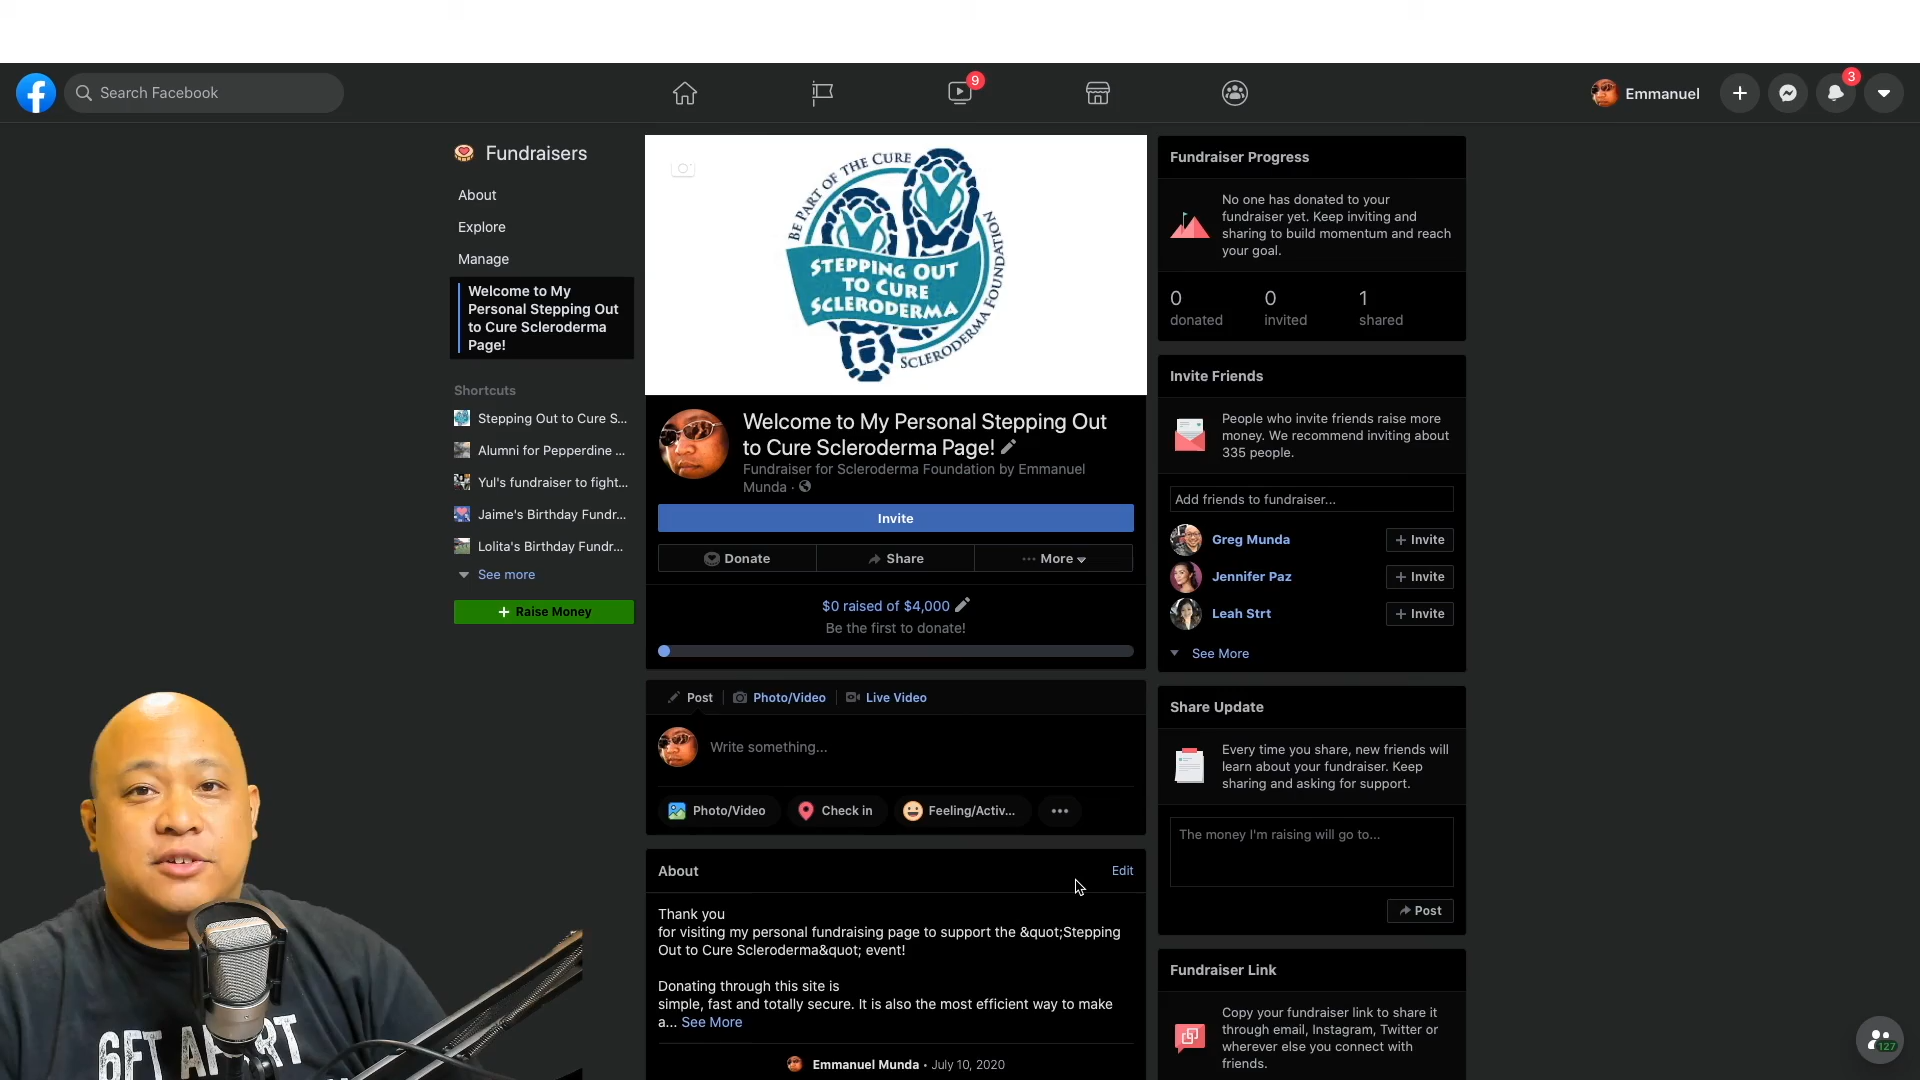 Search Facebook
9
Emmanuel
3
Fundraisers
About
Explore
Manage
Welcome to My
Personal Stepping Out
to Cure Scleroderma
Page!
Shortcuts
Stepping Out to Cure S...
Alumni for Pepperdine ...
Yul's fundraiser to fight...
Jaime's Birthday Fundr...
Lolita's Birthday Fundr...
See more
+ Raise Money
BE PART OF THE CURE
STEPPING OUT
TO CURE
SCLERODERMA
SCLERODERMA FOUNDATION
Welcome to My Personal Stepping Out
to Cure Scleroderma Page!
Fundraiser for Scleroderma Foundation by Emmanuel
Munda ·
Invite
Donate
Share
More
$0 raised of $4,000
Be the first to donate!
Post
Photo/Video
Live Video
Write something...
Photo/Video
Check in
Feeling/Activ...
About
Edit
Thank you
for visiting my personal fundraising page to support the &quot;Stepping
Out to Cure Scleroderma&quot; event!
Donating through this site is
simple, fast and totally secure. It is also the most efficient way to make
a... See More
Emmanuel Munda · July 10, 2020
Fundraiser Progress
No one has donated to your
fundraiser yet. Keep inviting and
sharing to build momentum and reach
your goal.
0 0 1
donated invited shared
Invite Friends
People who invite friends raise more
money. We recommend inviting about
335 people.
Add friends to fundraiser...
Greg Munda + Invite
Jennifer Paz + Invite
Leah Strt + Invite
See More
Share Update
Every time you share, new friends will
learn about your fundraiser. Keep
sharing and asking for support.
The money I'm raising will go to...
Post
Fundraiser Link
Copy your fundraiser link to share it
through email, Instagram, Twitter or
wherever else you connect with
friends.
127